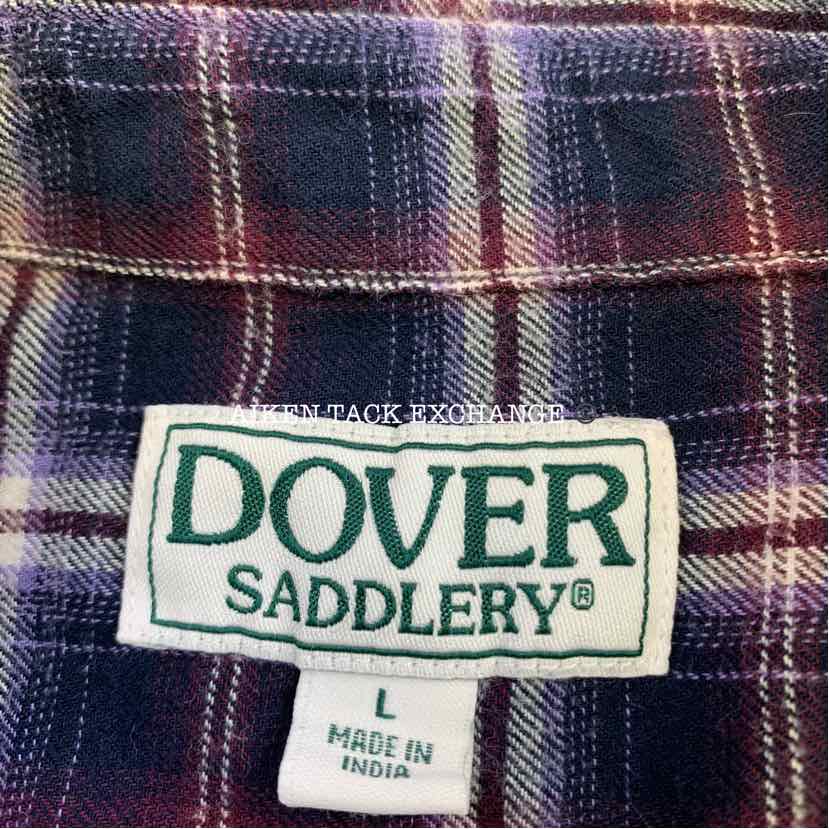 AIKEN TACK EXCHANGE
DOVER
SADDLERY®
L
MADE IN
INDIA